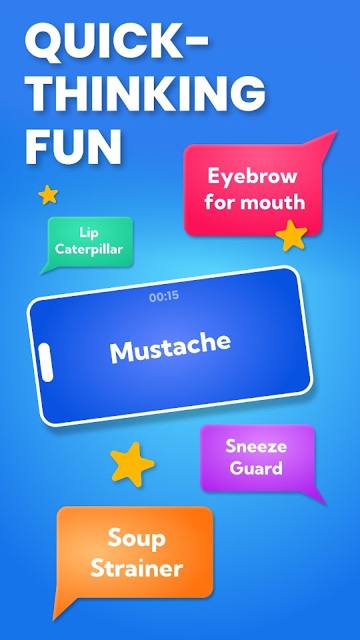 QUICK-
THINKING
FUN
Eyebrow
for mouth
Lip
Caterpillar
00:15
Mustache
Sneeze
Guard
Soup
Strainer